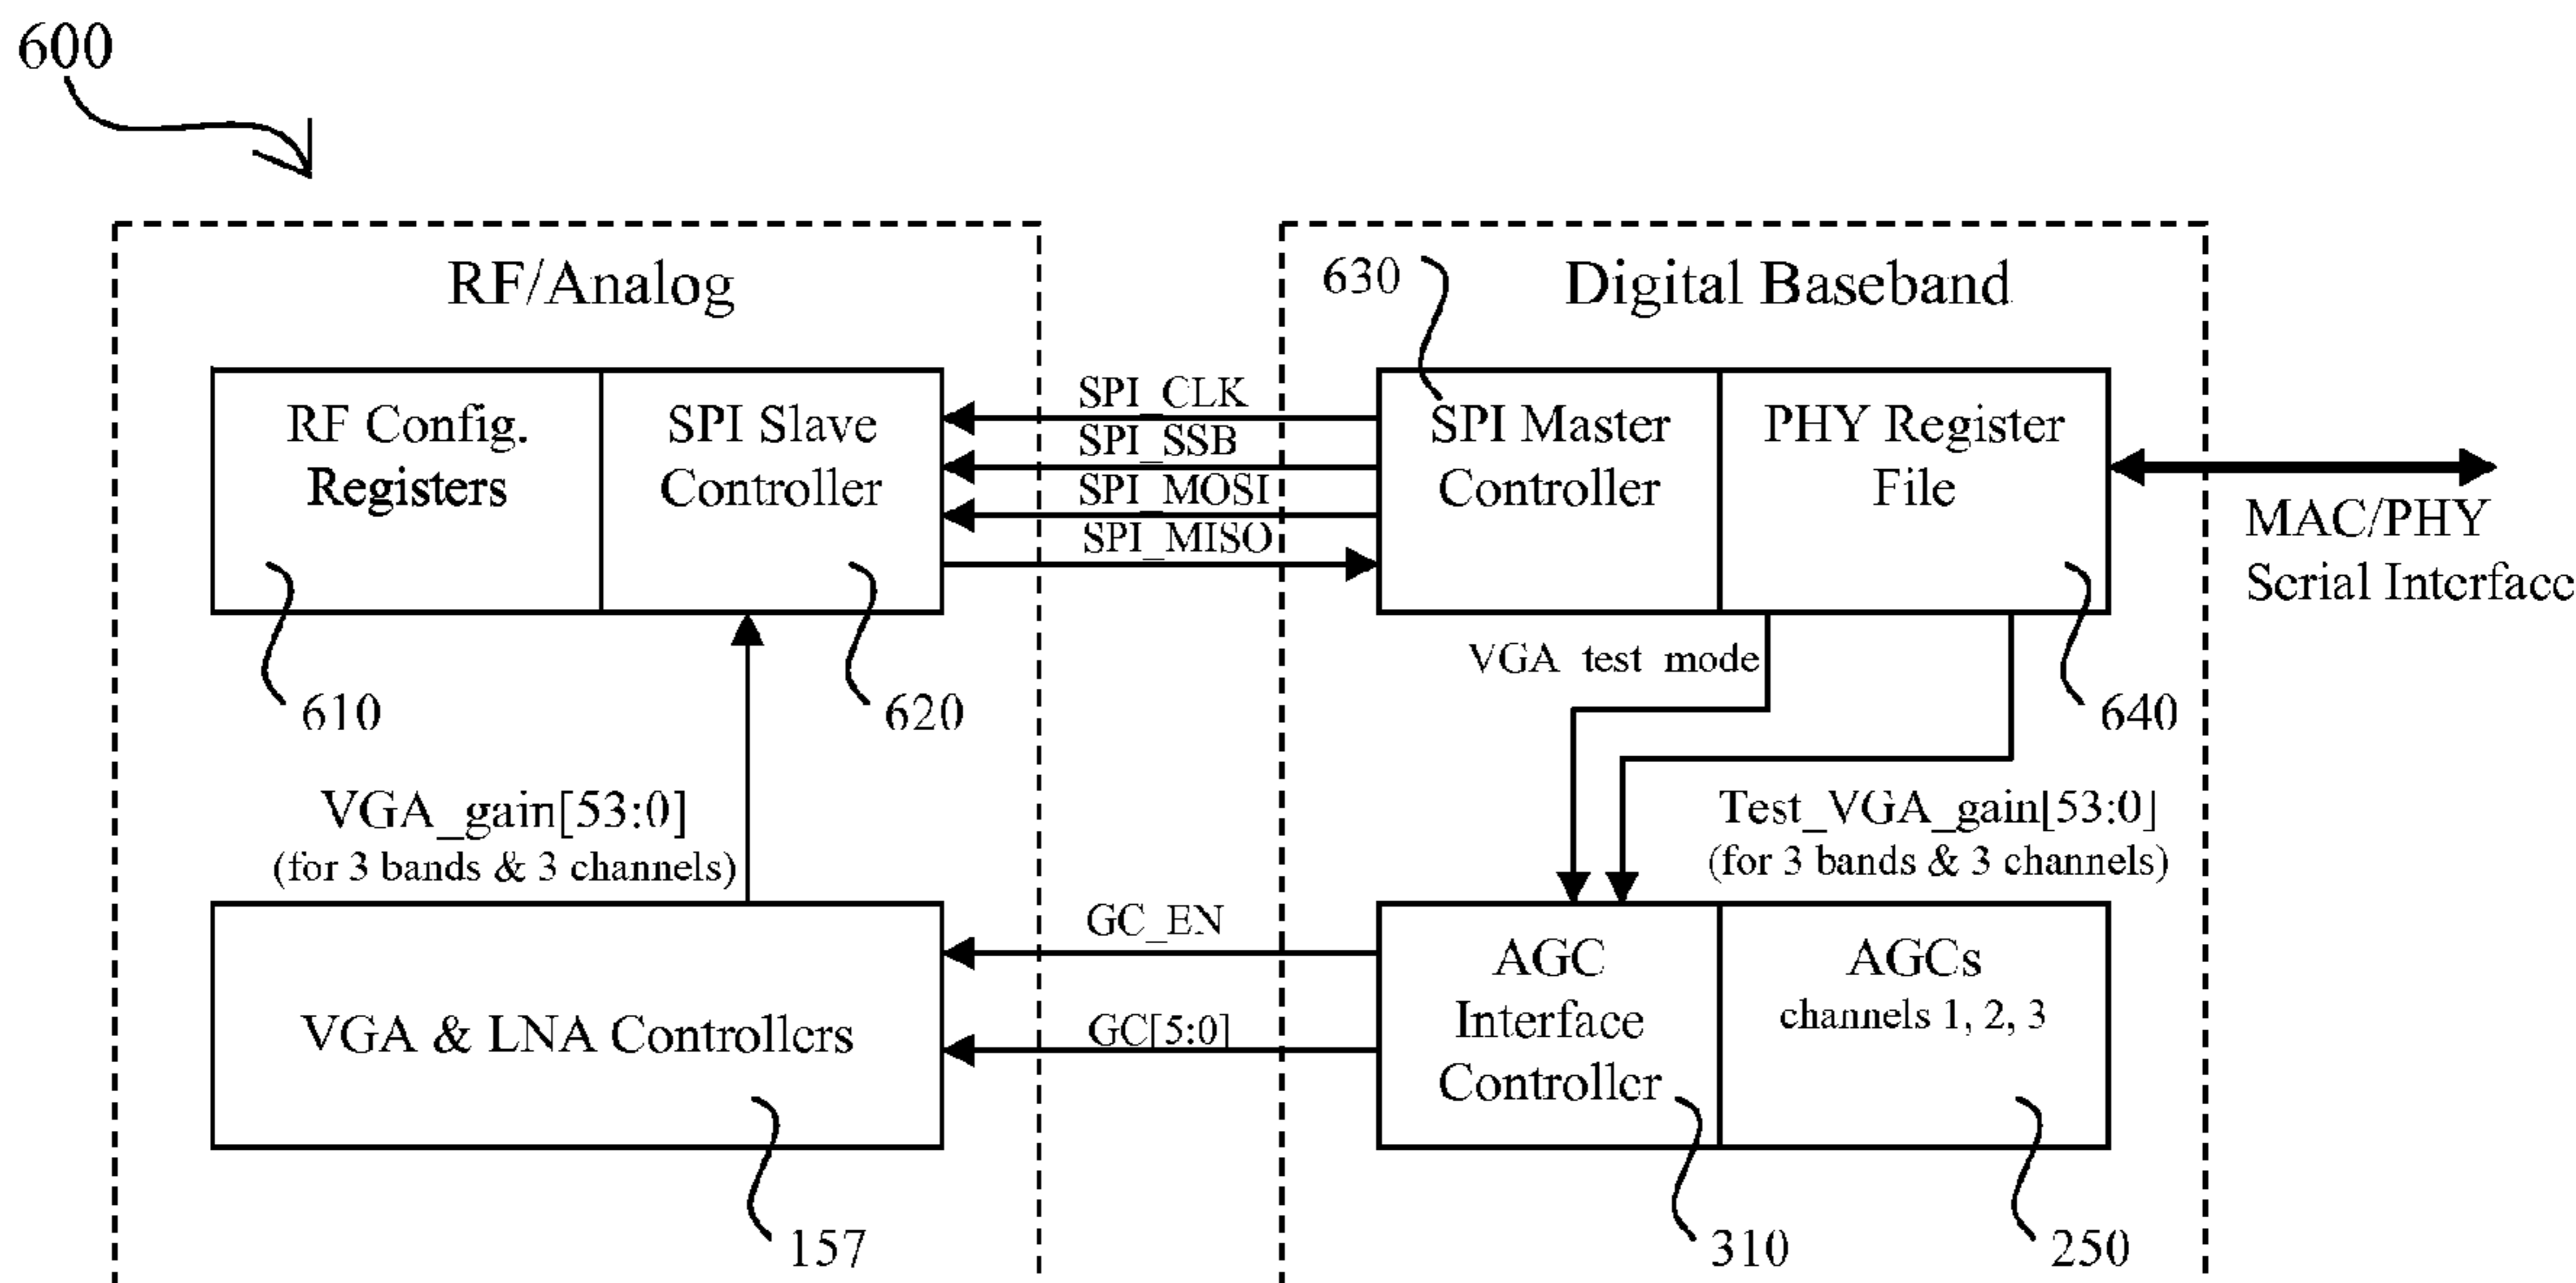 600
RF/Analog
RF Config.
Registers
SPI Slave
Controller
610
620
VGA_gain[53:0]
(for 3 bands & 3 channels)
VGA & LNA Controllers
157
SPI_CLK
SPI_SSB
SPI_MOSI
SPI_MISO
GC_EN
GC[5:0]
Digital Baseband
630
SPI Master
Controller
PHY Register
File
640
VGA test mode
Test_VGA_gain[53:0]
(for 3 bands & 3 channels)
AGC
Interface
Controller
AGCs
channels 1, 2, 3
310
250
MAC/PHY
Serial Interface